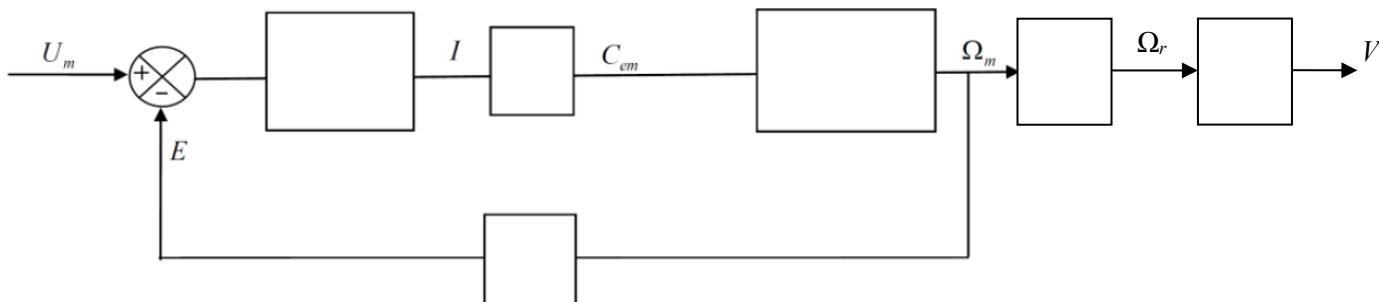 U_m + − I C_em Ω_m Ω_r V
E